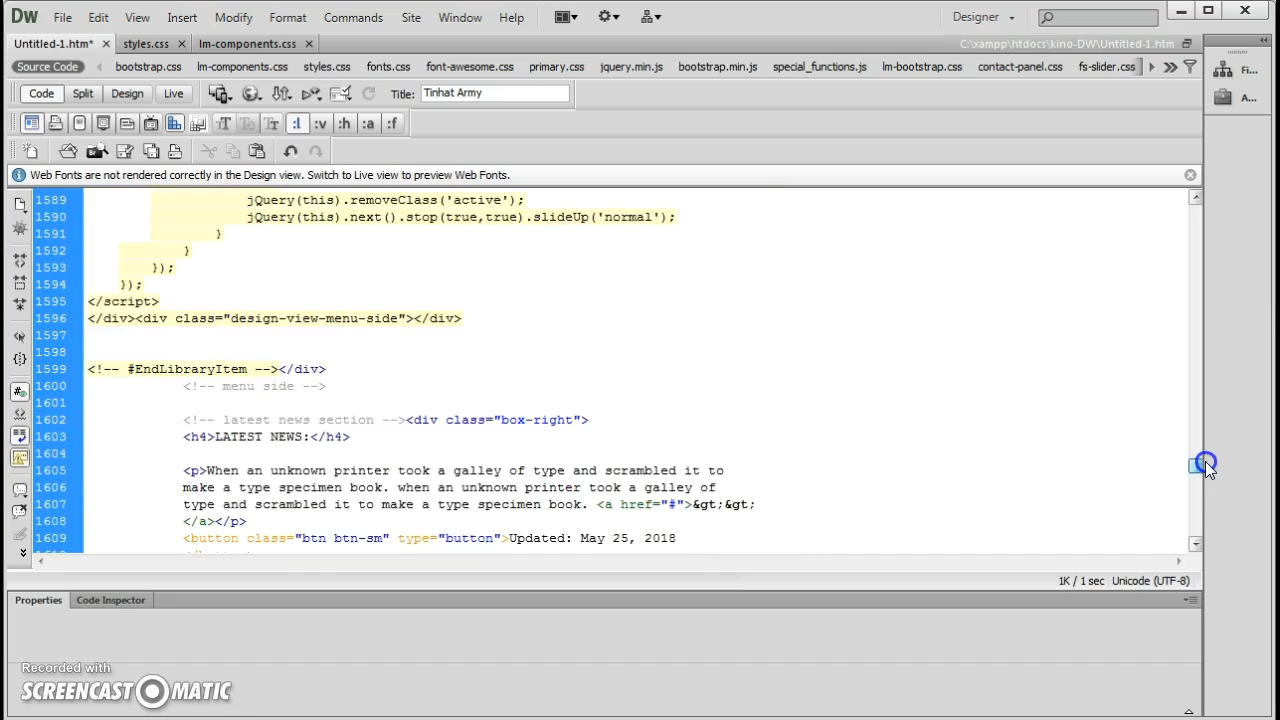 DW File Edit View Insert Modify Format Commands Site Window Help Designer
Untitled-1.htm* × styles.css × lm-components.css × C:\xampp\htdocs\kino-DW\Untitled-1.htm
Source Code bootstrap.css lm-components.css styles.css fonts.css font-awesome.css primary.css jquery.min.js bootstrap.min.js special_functions.js lm-bootstrap.css contact-panel.css fs-slider.css
Fi...
Code Split Design Live Title: Tinhat Army
A...
:l :v :h :a :f
Web Fonts are not rendered correctly in the Design view. Switch to Live view to preview Web Fonts.
1589 jQuery(this).removeClass('active');
1590 jQuery(this).next().stop(true,true).slideUp('normal');
1591 }
1592 }
1593 });
1594 });
1595 </script>
1596 </div><div class="design-view-menu-side"></div>
1597
1598
1599 <!-- #EndLibraryItem --></div>
1600 <!-- menu side -->
1601
1602 <!-- latest news section --><div class="box-right">
1603 <h4>LATEST NEWS:</h4>
1604
1605 <p>When an unknown printer took a galley of type and scrambled it to
1606 make a type specimen book. when an unknown printer took a galley of
1607 type and scrambled it to make a type specimen book. <a href="#">&gt;&gt;
1608 </a></p>
1609 <button class="btn btn-sm" type="button">Updated: May 25, 2018
1K / 1 sec Unicode (UTF-8)
Properties Code Inspector
Recorded with
SCREENCAST MATIC